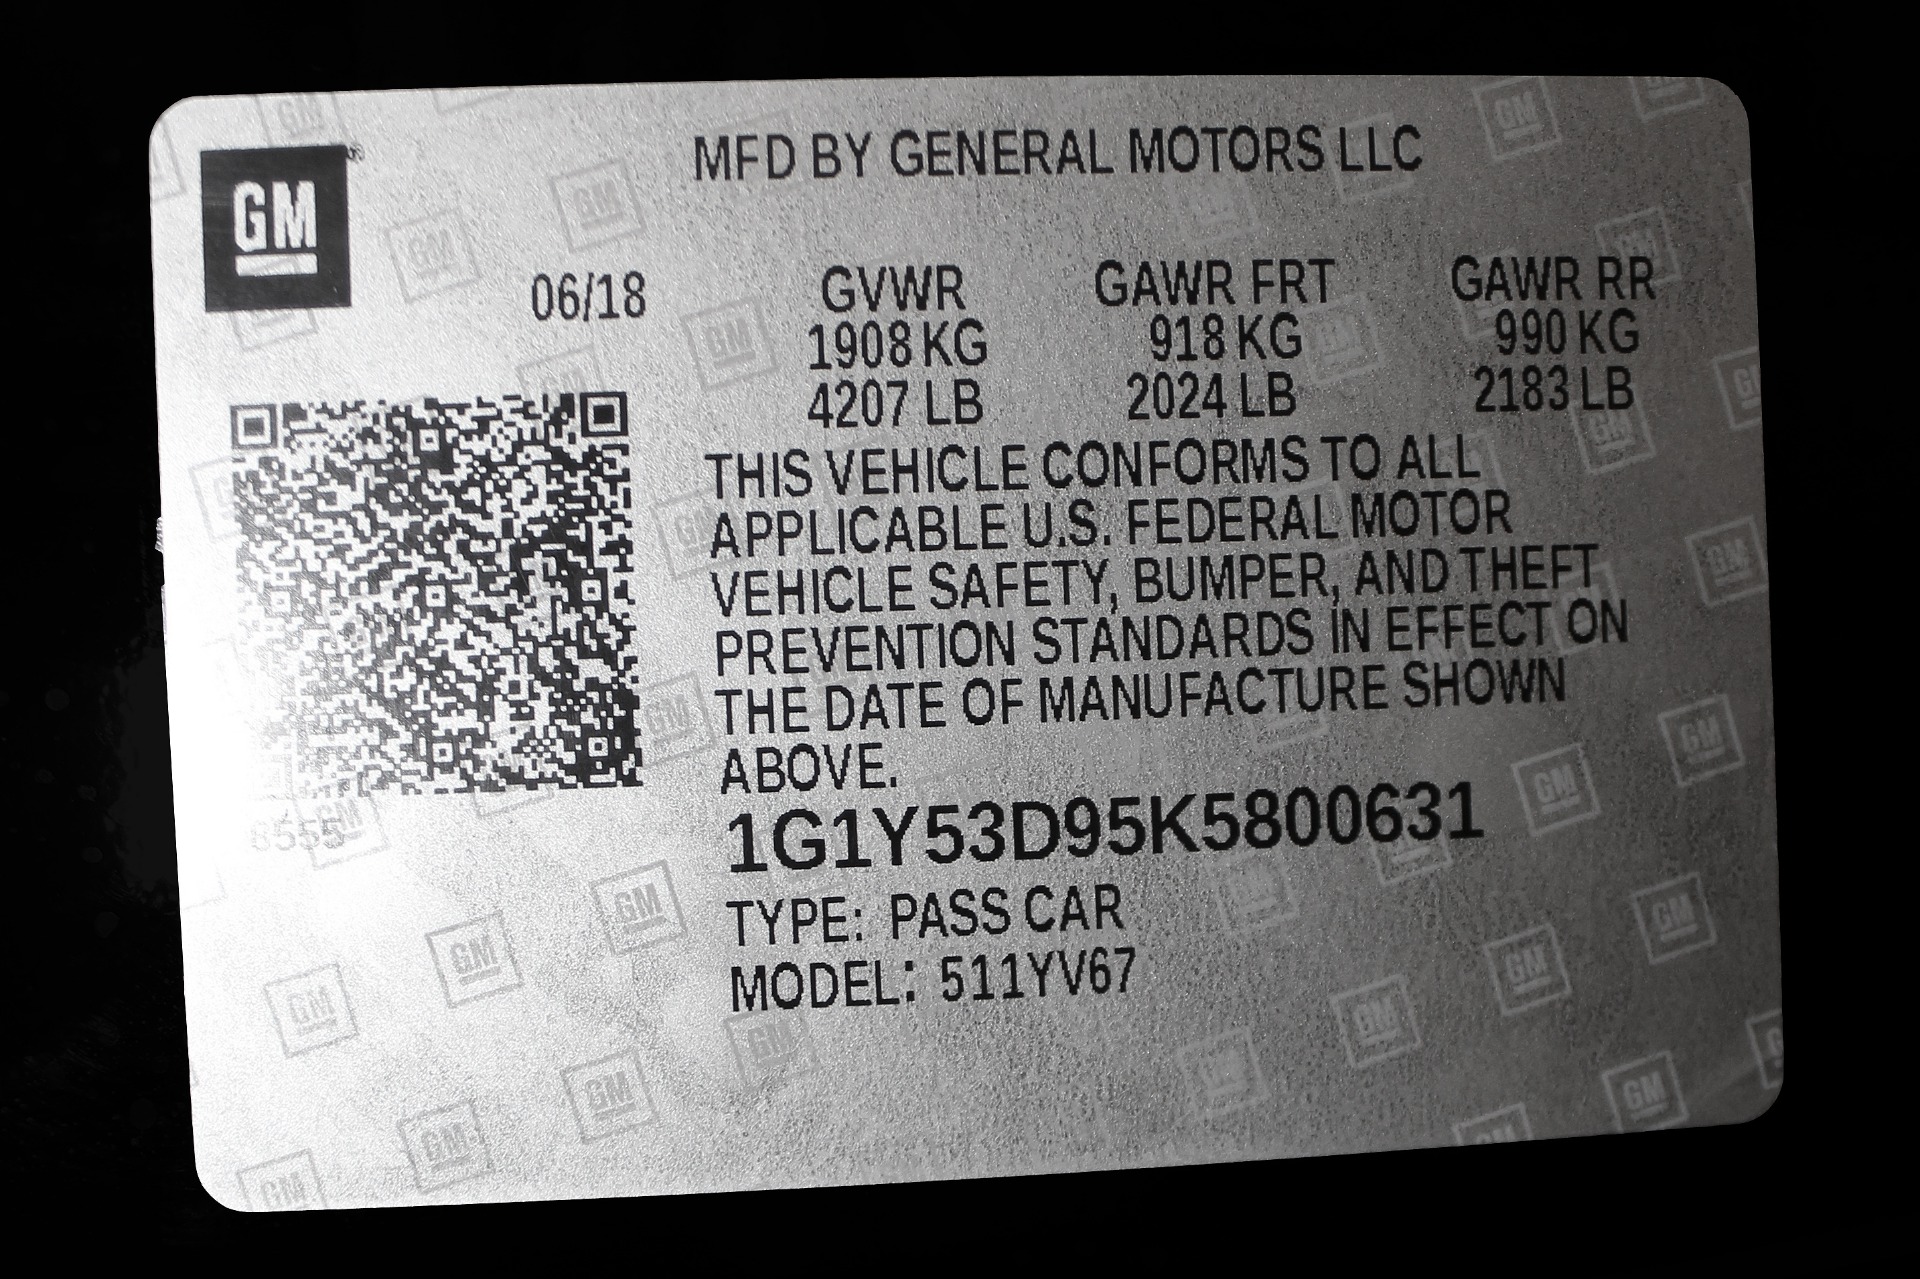 GM
MFD BY GENERAL MOTORS LLC
06/18
GVWR GAWR FRT GAWR RR
1908 KG 918 KG 990 KG
4207 LB 2024 LB 2183 LB
THIS VEHICLE CONFORMS TO ALL
APPLICABLE U.S. FEDERAL MOTOR
VEHICLE SAFETY, BUMPER, AND THEFT
PREVENTION STANDARDS IN EFFECT ON
THE DATE OF MANUFACTURE SHOWN
ABOVE.
6555
1G1Y53D95K5800631
TYPE: PASS CAR
MODEL: 511YV67